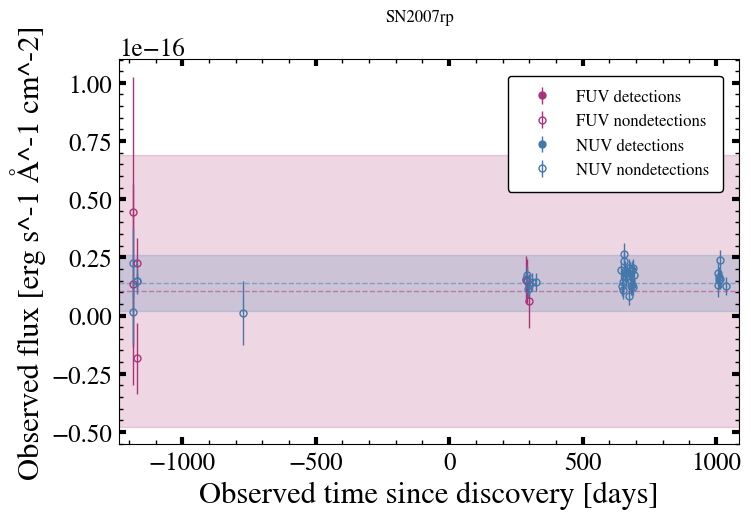 SN2007rp
1e−16
1.00
0.75
0.50
0.25
0.00
−0.25
−0.50
Observed flux [erg s^-1 Å^-1 cm^-2]
FUV detections
FUV nondetections
NUV detections
NUV nondetections
−1000 −500 0 500 1000
Observed time since discovery [days]